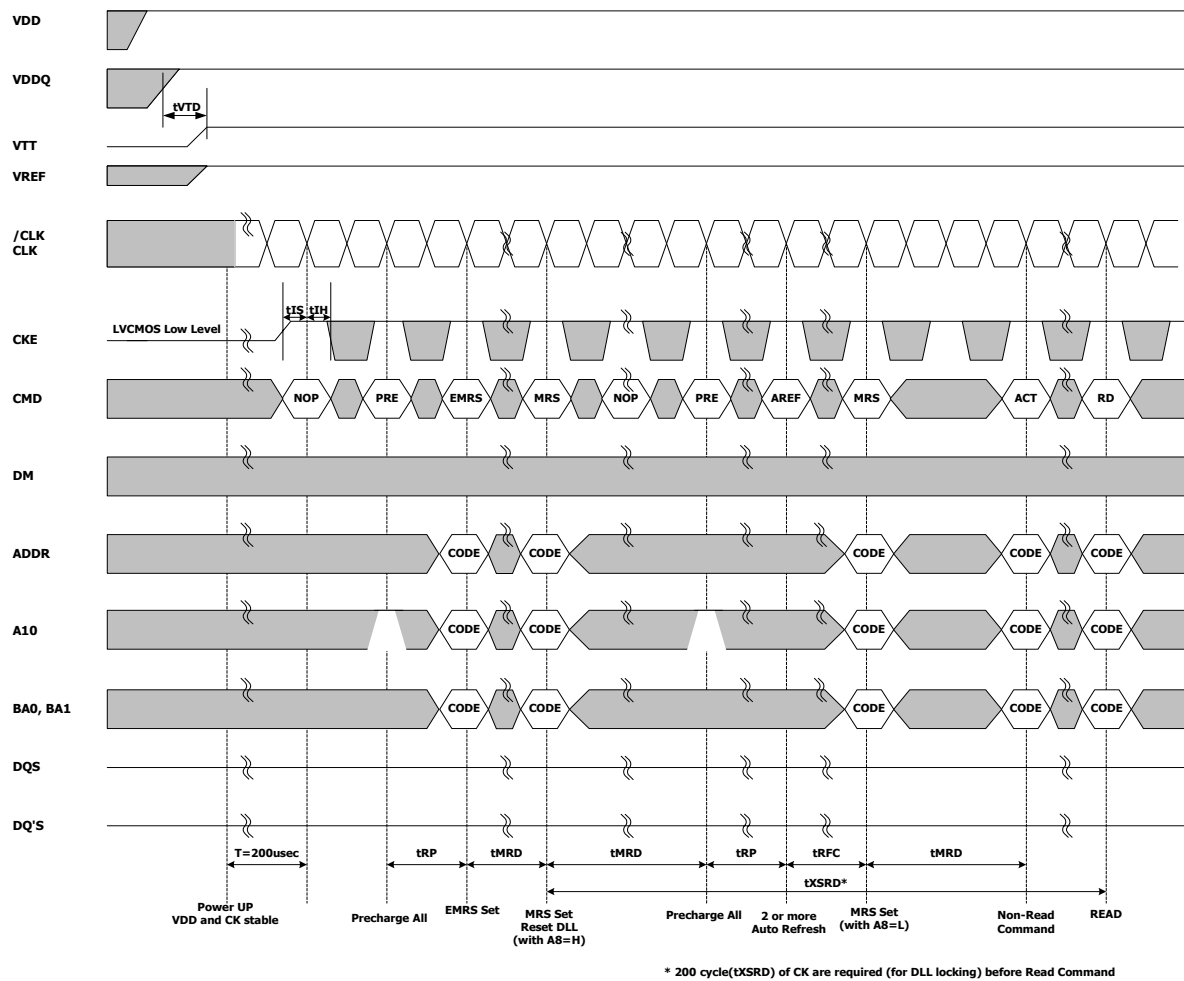 VDD
VDDQ
tVTD
VTT
VREF
/CLK
CLK
tIS tIH
CKE
LVCMOS Low Level
CMD
NOP PRE EMRS MRS NOP PRE AREF MRS ACT RD
DM
ADDR
CODE CODE CODE CODE CODE
A10
CODE CODE CODE CODE CODE
BA0, BA1
CODE CODE CODE CODE CODE
DQS
DQ'S
T=200usec tRP tMRD tMRD tRP tRFC tMRD
tXSRD*
Power UP
VDD and CK stable
Precharge All
EMRS Set
MRS Set
Reset DLL
(with A8=H)
Precharge All
2 or more
Auto Refresh
MRS Set
(with A8=L)
Non-Read
Command
READ
* 200 cycle(tXSRD) of CK are required (for DLL locking) before Read Command